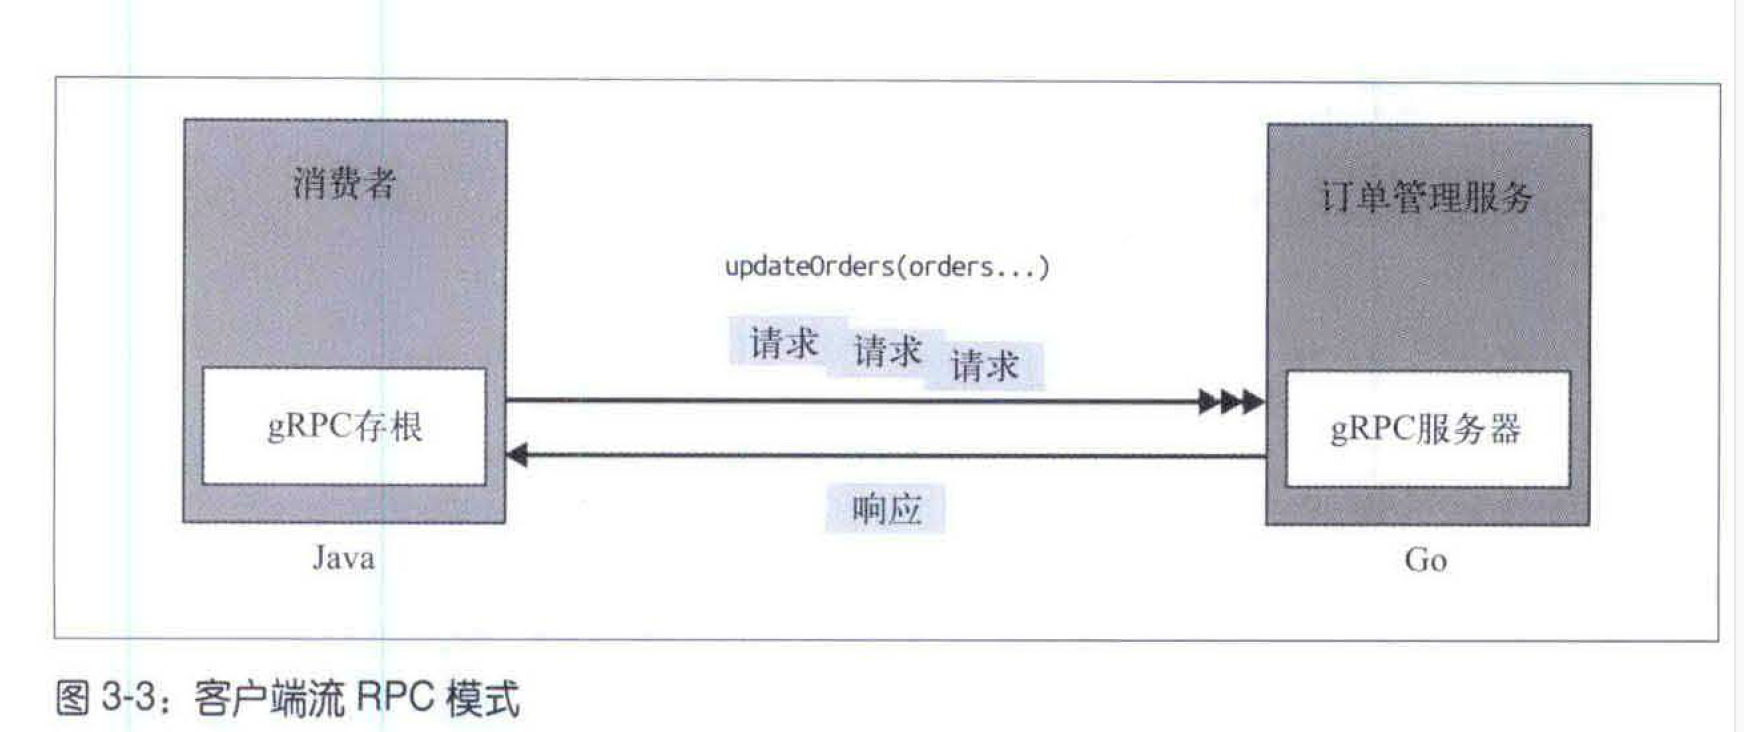 消费者
订单管理服务
updateOrders(orders...)
请求 请求 请求
gRPC存根
gRPC服务器
响应
Java
Go
图 3-3：客户端流 RPC 模式